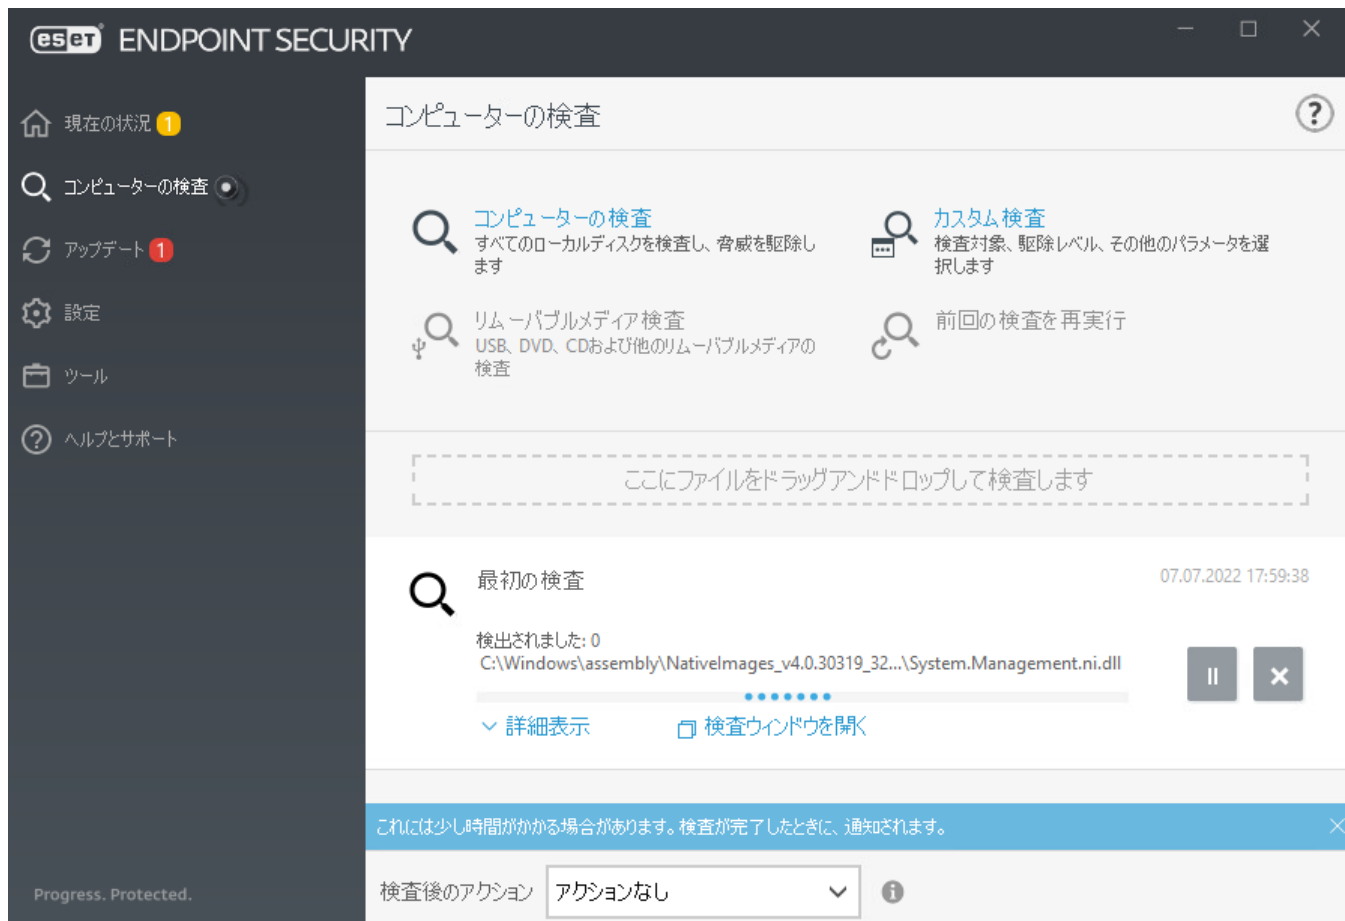 eset ENDPOINT SECURITY
現在の状況 1
コンピューターの検査
アップデート 1
設定
ツール
ヘルプとサポート
Progress. Protected.
コンピューターの検査
?
コンピューターの検査
すべてのローカルディスクを検査し、脅威を駆除し
ます
カスタム検査
検査対象、駆除レベル、その他のパラメータを選
択します
リムーバブルメディア検査
USB、DVD、CDおよび他のリムーバブルメディアの
検査
前回の検査を再実行
ここにファイルをドラッグアンドドロップして検査します
最初の検査
07.07.2022 17:59:38
検出されました: 0
C:\Windows\assembly\NativeImages_v4.0.30319_32...\System.Management.ni.dll
詳細表示
検査ウィンドウを開く
これには少し時間がかかる場合があります。検査が完了したときに、通知されます。
検査後のアクション アクションなし